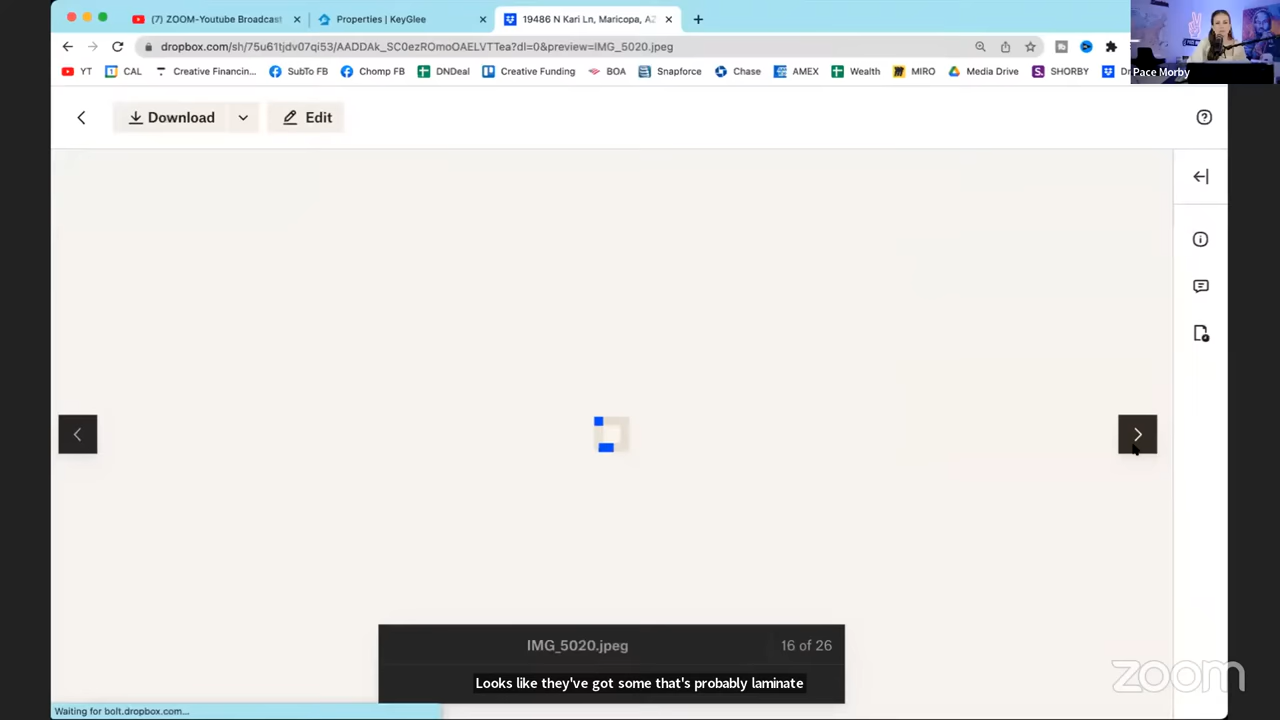 (7) ZOOM-Youtube Broadcast
Properties | KeyGlee
19486 N Kari Ln, Maricopa, AZ
dropbox.com/sh/75u61tjdv07qi53/AADDAk_SC0ezROmoOAELVTTea?dl=0&preview=IMG_5020.jpeg
YT
CAL
Creative Financin...
SubTo FB
Chomp FB
DNDeal
Creative Funding
BOA
Snapforce
Chase
AMEX
Wealth
MIRO
Media Drive
SHORBY
Pace Morby
Download
Edit
IMG_5020.jpeg
16 of 26
Looks like they've got some that's probably laminate
zoom
Waiting for bolt.dropbox.com...